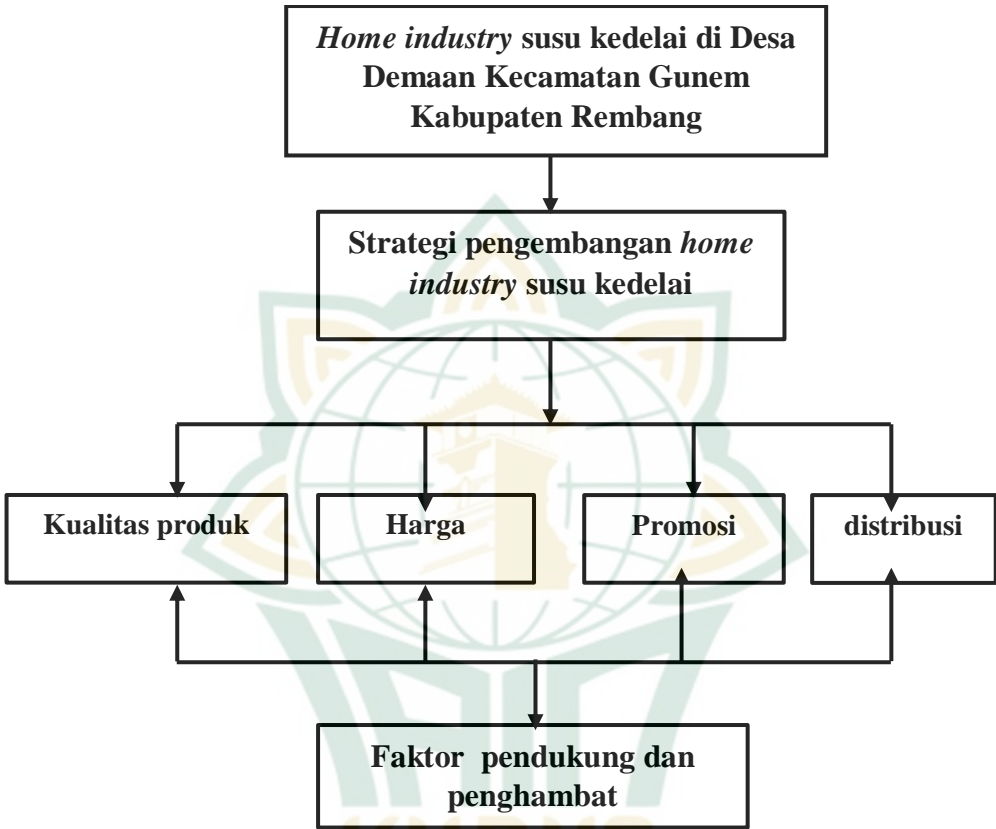 Home industry susu kedelai di Desa
Demaan Kecamatan Gunem
Kabupaten Rembang
Strategi pengembangan home
industry susu kedelai
Kualitas produk
Harga
Promosi
distribusi
Faktor pendukung dan
penghambat